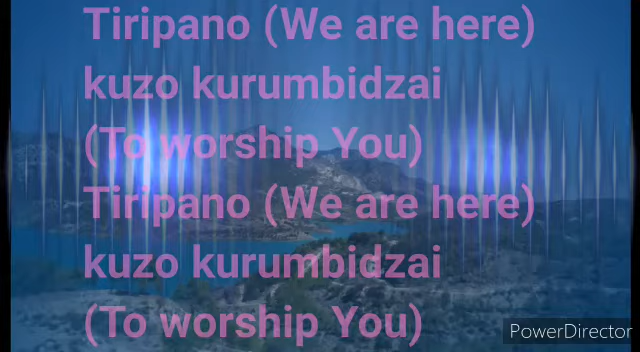 Tiripano (We are here)
kuzo kurumbidzai
(To worship You)
Tiripano (We are here)
kuzo kurumbidzai
(To worship You)
PowerDirector